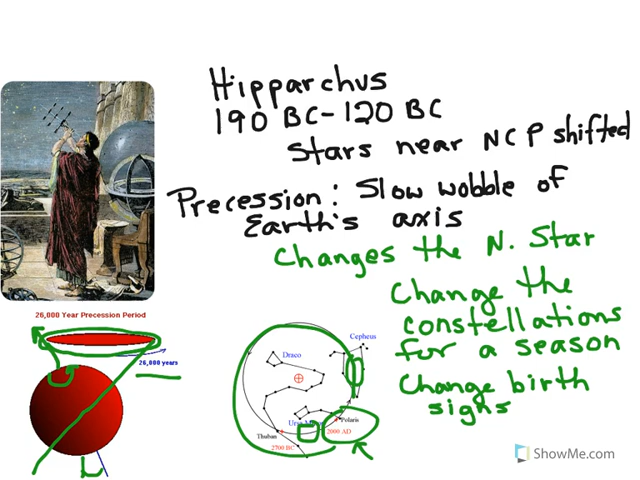 Hipparchus
190 BC-120 BC
Stars near NCP shifted
Precession: Slow wobble of
Earth's axis
Changes the N. Star
Change the
constellations
for a season
Change birth
signs
26,000 Year Precession Period
26,000 years
Cepheus
Draco
Polaris
2000 AD
Thuban
2700 BC
ShowMe.com